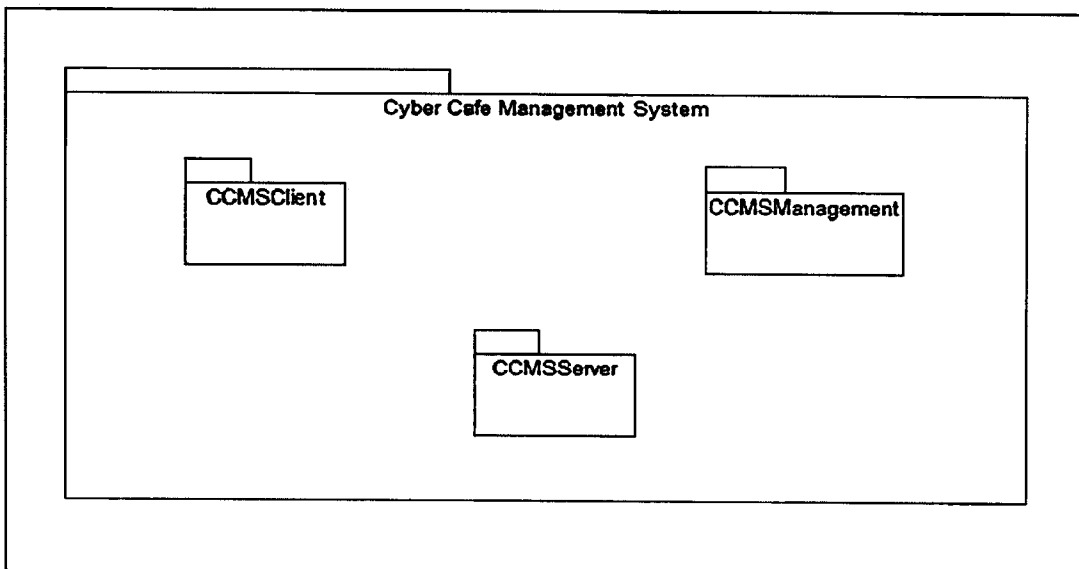 Cyber Cafe Management System
CCMSClient
CCMSManagement
CCMSServer